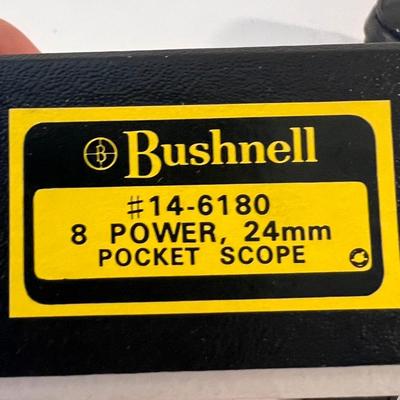 B Bushnell
#14-6180
8 POWER, 24mm
POCKET SCOPE